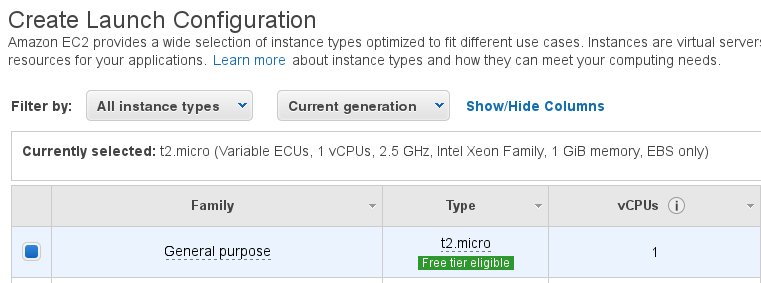 Create Launch Configuration
Amazon EC2 provides a wide selection of instance types optimized to fit different use cases. Instances are virtual servers
resources for your applications. Learn more about instance types and how they can meet your computing needs.
Filter by: All instance types Current generation Show/Hide Columns
Currently selected: t2.micro (Variable ECUs, 1 vCPUs, 2.5 GHz, Intel Xeon Family, 1 GiB memory, EBS only)
Family Type vCPUs i
General purpose t2.micro 1
Free tier eligible